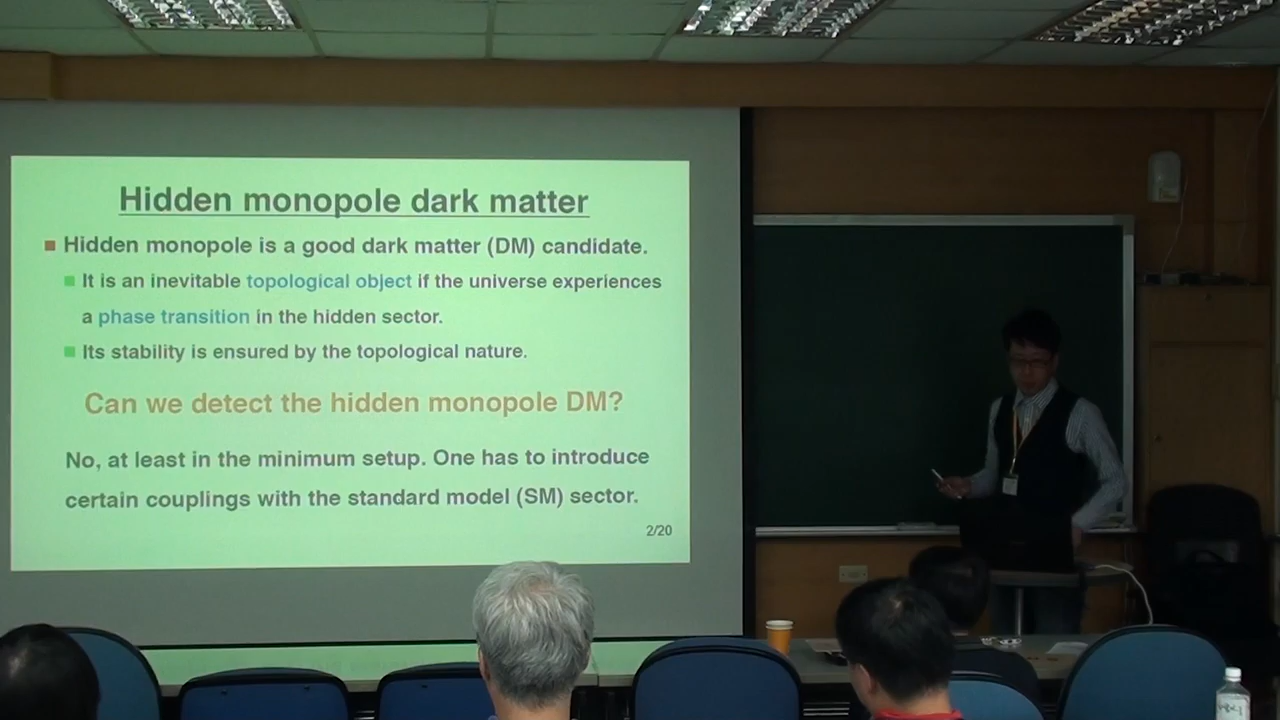 Hidden monopole dark matter
Hidden monopole is a good dark matter (DM) candidate.
It is an inevitable topological object if the universe experiences
a phase transition in the hidden sector.
Its stability is ensured by the topological nature.
Can we detect the hidden monopole DM?
No, at least in the minimum setup. One has to introduce
certain couplings with the standard model (SM) sector.
2/20